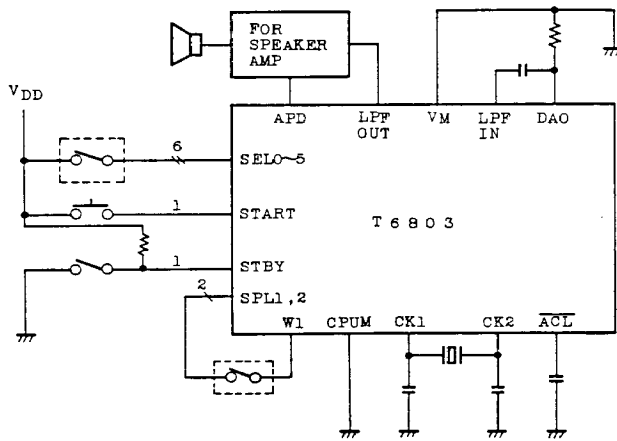 FOR
SPEAKER
AMP
VDD
APD
LPF
OUT
VM
LPF
IN
DAO
6
SEL0~5
1
START
T6803
1
STBY
2
SPL1,2
W1
CPUM
CK1
CK2
ACL